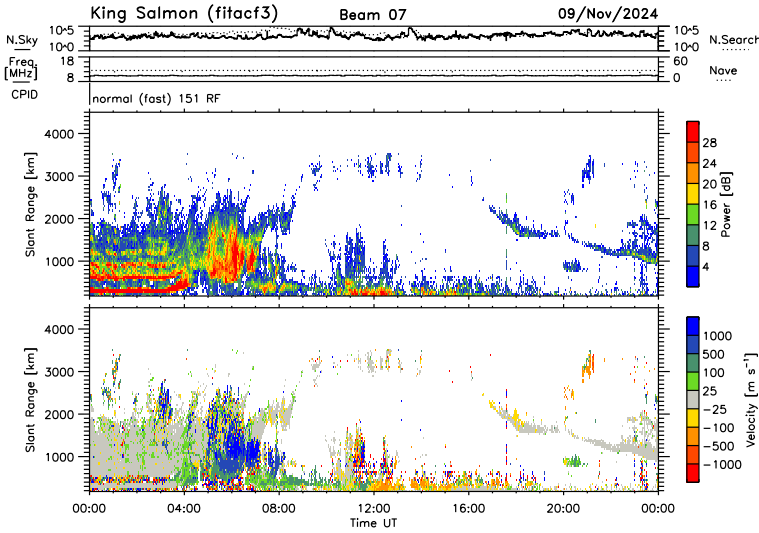 King Salmon (fitacf3) Beam 07 09/Nov/2024
N.Sky 10^5 10^0 10^5 10^0 N.Search
Freq. [MHz] 18 8 60 0 Nave
CPID normal (fast) 151 RF
Slant Range [km] 4000 3000 2000 1000
Power [dB] 28 24 20 16 12 8 4
Slant Range [km] 4000 3000 2000 1000
Velocity [m s⁻¹] 1000 500 100 25 −25 −100 −500 −1000
00:00 04:00 08:00 12:00 16:00 20:00 00:00
Time UT